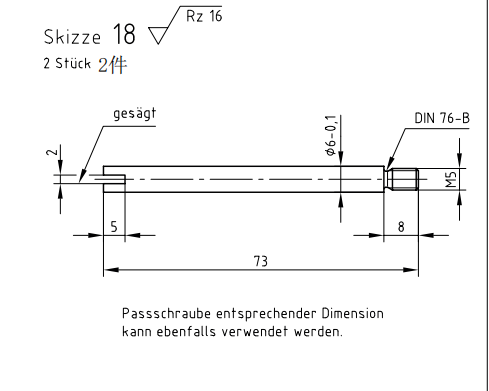 Skizze 18
Rz 16
2 Stück 2件
gesägt
DIN 76-B
2
ϕ6-0,1
M5
5
8
73
Passschraube entsprechender Dimension
kann ebenfalls verwendet werden.